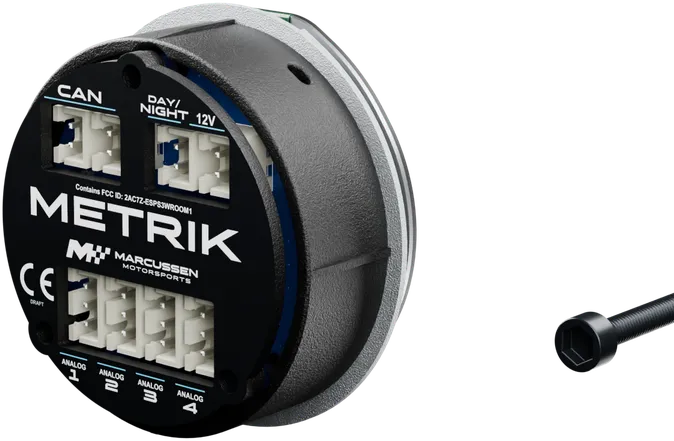 CAN
DAY/
NIGHT 12V
Contains FCC ID: 2AC7Z-ESPS3WROOM1
METRIK
M MARCUSSEN
MOTORSPORTS
CE
DRAFT
ANALOG ANALOG ANALOG ANALOG
1 2 3 4